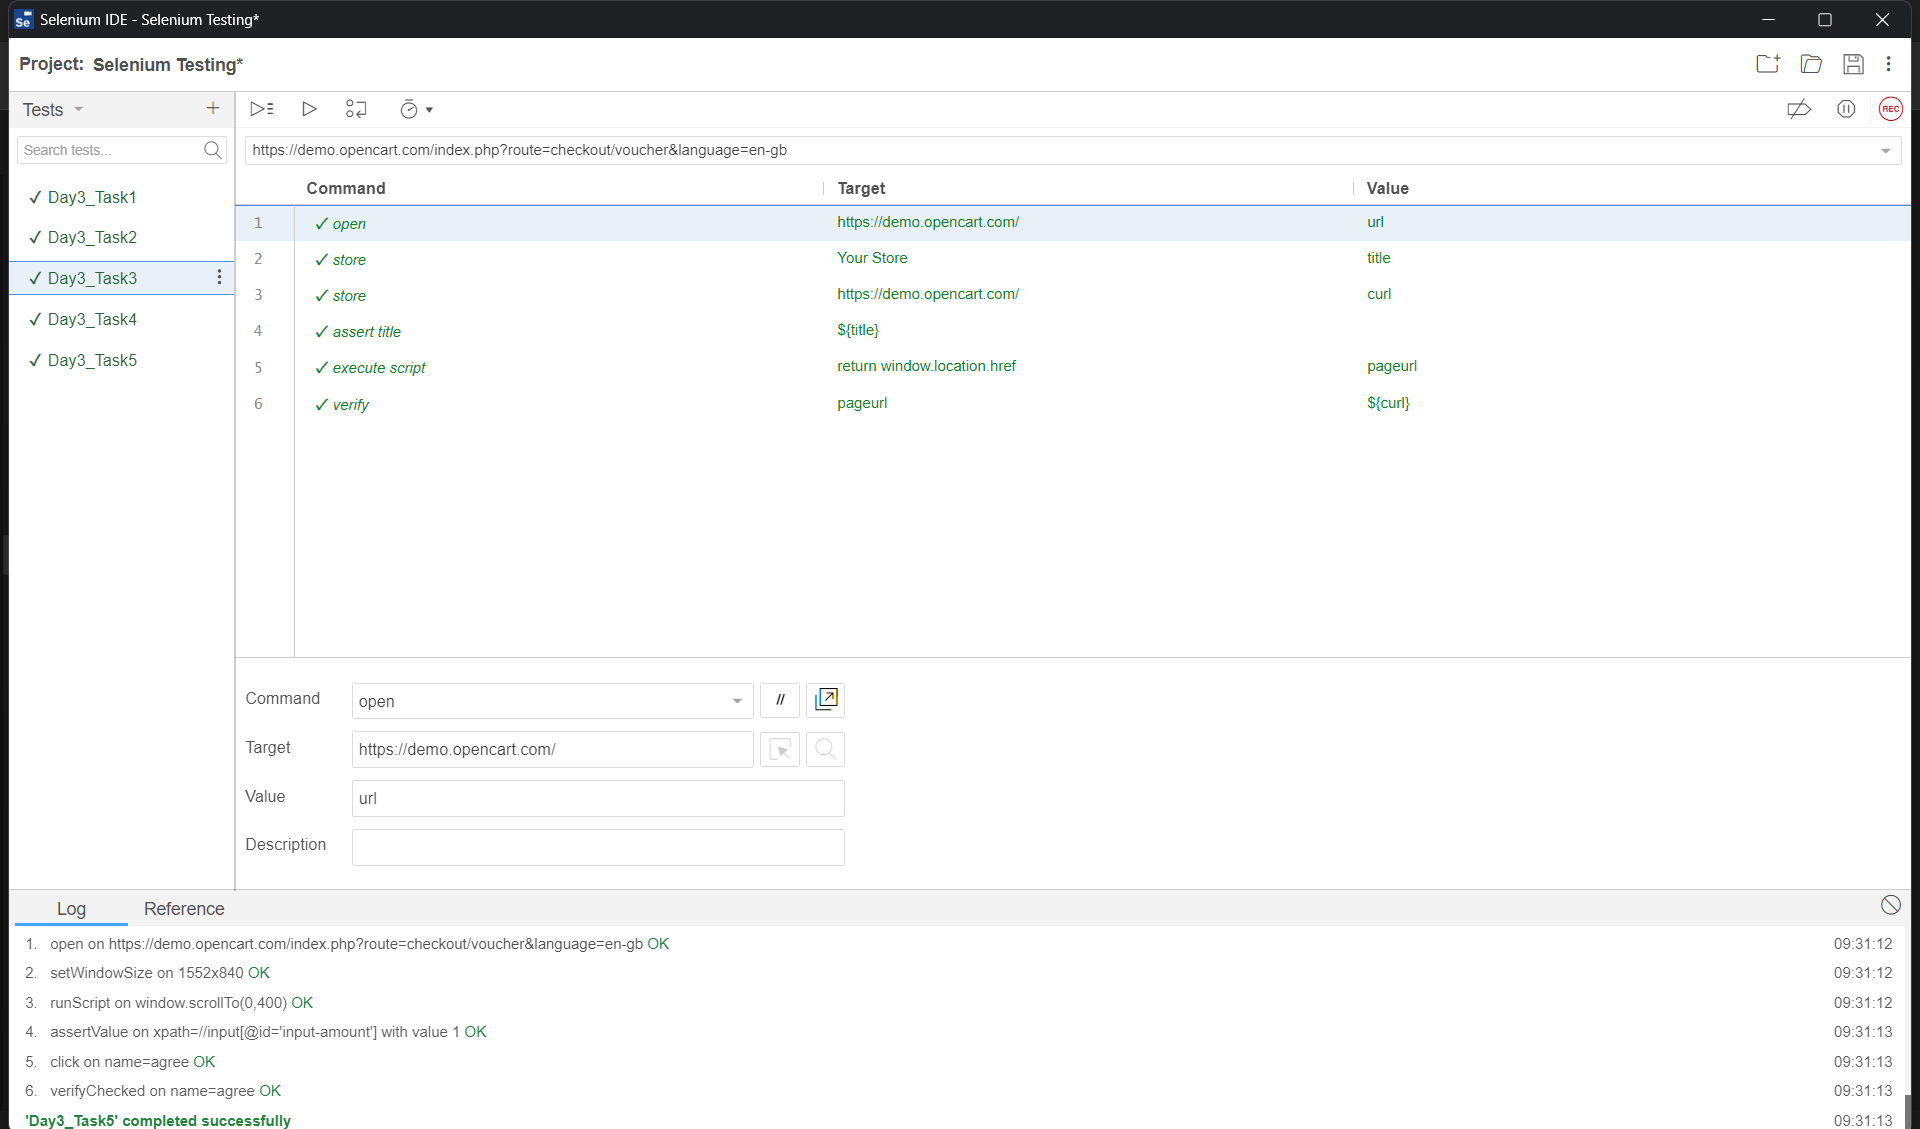 Selenium IDE - Selenium Testing*
Project: Selenium Testing*
Tests
Search tests...
✓ Day3_Task1
✓ Day3_Task2
✓ Day3_Task3
✓ Day3_Task4
✓ Day3_Task5
REC
https://demo.opencart.com/index.php?route=checkout/voucher&language=en-gb
Command Target Value
1 ✓ open https://demo.opencart.com/ url
2 ✓ store Your Store title
3 ✓ store https://demo.opencart.com/ curl
4 ✓ assert title ${title}
5 ✓ execute script return window.location.href pageurl
6 ✓ verify pageurl ${curl}
Command open //
Target https://demo.opencart.com/
Value url
Description
Log Reference
1. open on https://demo.opencart.com/index.php?route=checkout/voucher&language=en-gb OK 09:31:12
2. setWindowSize on 1552x840 OK 09:31:12
3. runScript on window.scrollTo(0,400) OK 09:31:12
4. assertValue on xpath=//input[@id='input-amount'] with value 1 OK 09:31:13
5. click on name=agree OK 09:31:13
6. verifyChecked on name=agree OK 09:31:13
'Day3_Task5' completed successfully 09:31:13